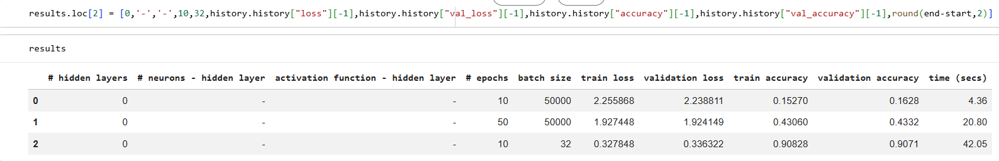 results.loc[2] = [0,'-','-',10,32,history.history["loss"][-1],history.history["val_loss"][-1],history.history["accuracy"][-1],history.history["val_accuracy"][-1],round(end-start,2)]
results
# hidden layers # neurons - hidden layer activation function - hidden layer # epochs batch size train loss validation loss train accuracy validation accuracy time (secs)
0 0 - - 10 50000 2.255868 2.238811 0.15270 0.1628 4.36
1 0 - - 50 50000 1.927448 1.924149 0.43060 0.4332 20.80
2 0 - - 10 32 0.327848 0.336322 0.90828 0.9071 42.05